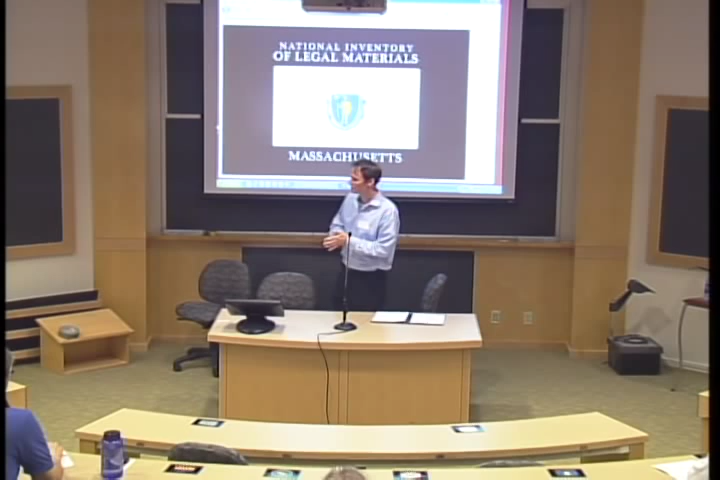 NATIONAL INVENTORY
OF LEGAL MATERIALS
MASSACHUSETTS